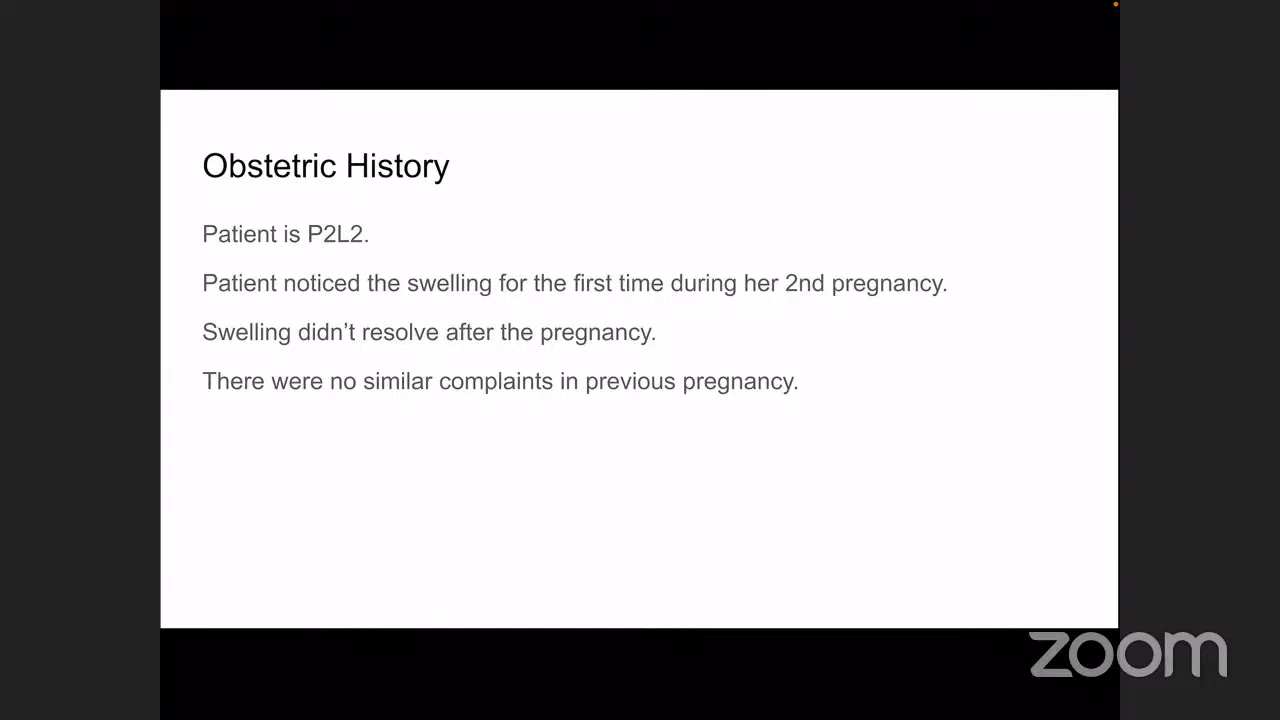 Obstetric History
Patient is P2L2.
Patient noticed the swelling for the first time during her 2nd pregnancy.
Swelling didn’t resolve after the pregnancy.
There were no similar complaints in previous pregnancy.
zoom